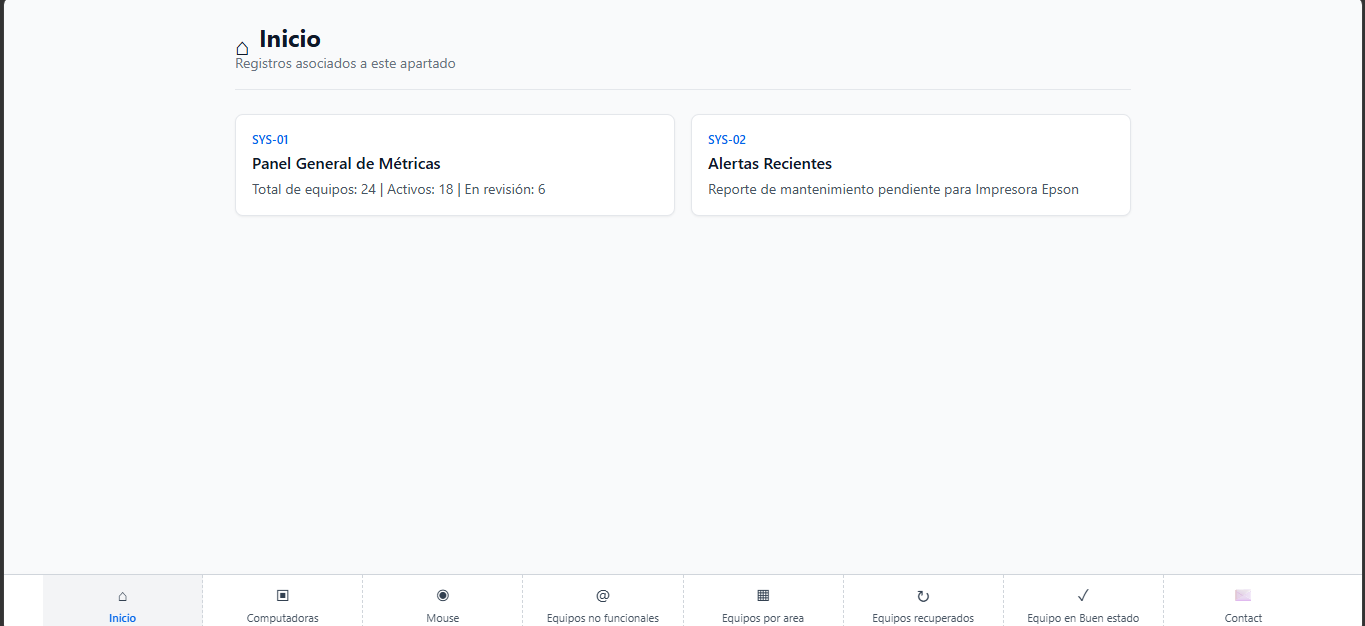 ⌂ Inicio
Registros asociados a este apartado
SYS-01
Panel General de Métricas
Total de equipos: 24 | Activos: 18 | En revisión: 6
SYS-02
Alertas Recientes
Reporte de mantenimiento pendiente para Impresora Epson
⌂ ▣ ◉ @ ▦ ↻ ✓
Inicio Computadoras Mouse Equipos no funcionales Equipos por area Equipos recuperados Equipo en Buen estado Contact